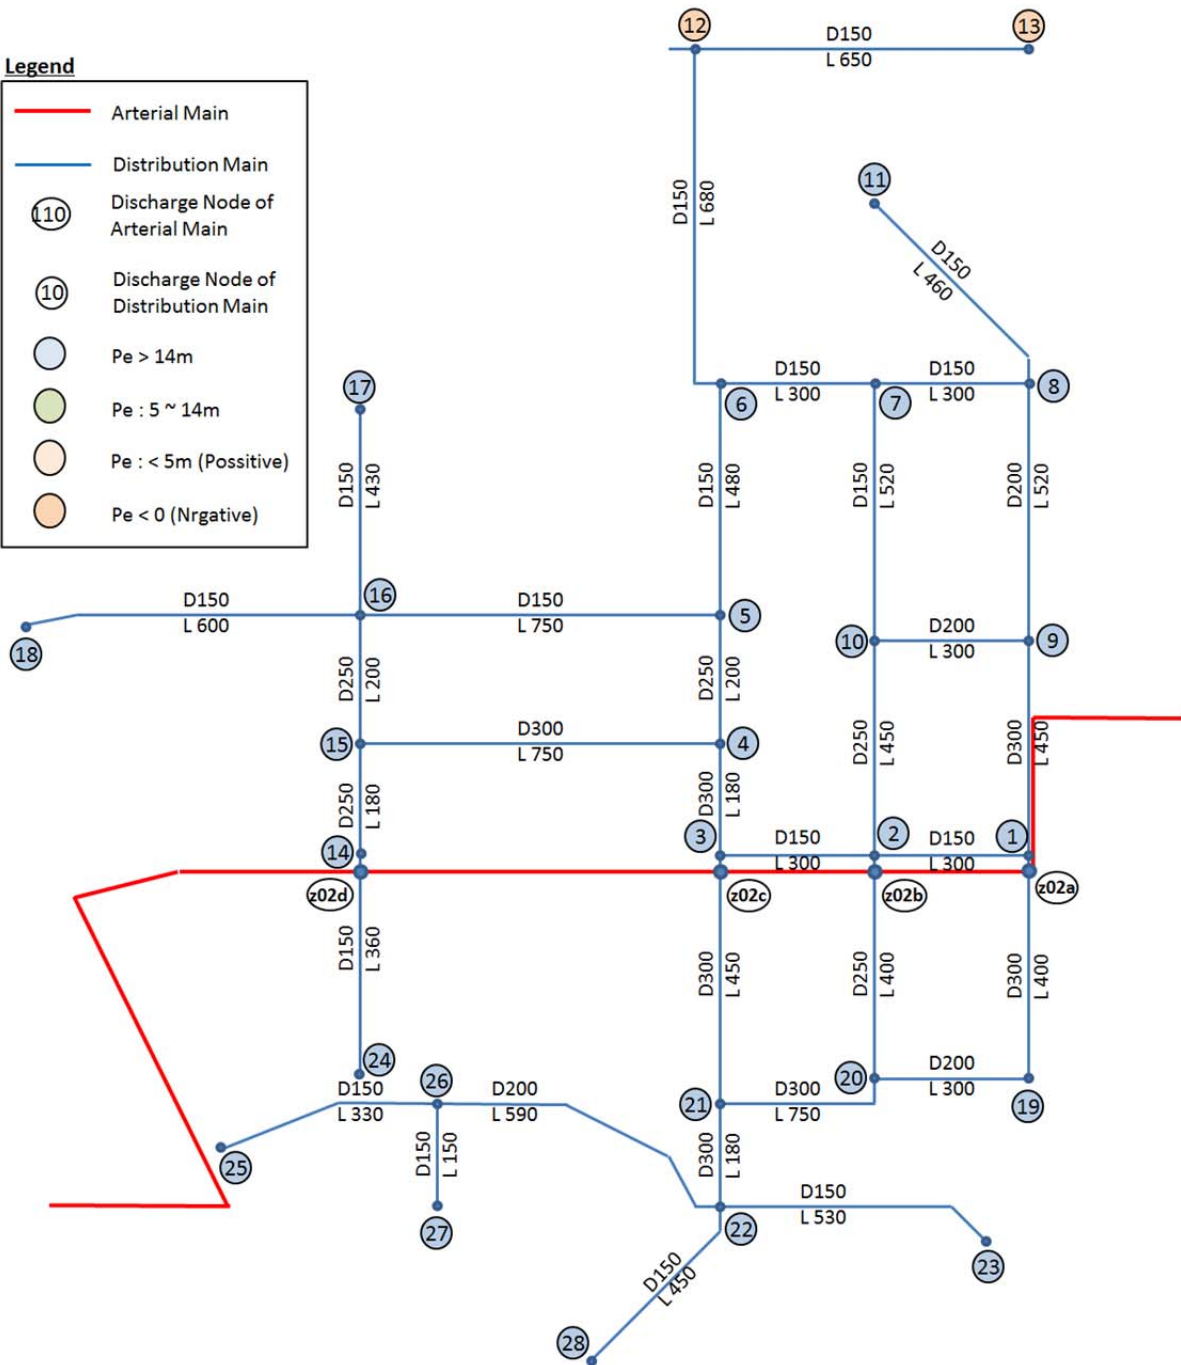 12
13
D150
L 650
Legend
Arterial Main
Distribution Main
110
Discharge Node of
Arterial Main
10
Discharge Node of
Distribution Main
Pe > 14m
Pe : 5 ~ 14m
Pe : < 5m (Possitive)
Pe < 0 (Nrgative)
D150
L 680
11
D150
L 460
17
D150
L 300
D150
L 300
6
7
8
D150
L 430
D150
L 480
D150
L 520
D200
L 520
16
D150
L 600
D150
L 750
5
18
10
D200
L 300
9
D250
L 200
D250
L 200
15
D300
L 750
4
D250
L 450
D300
L 450
D250
L 180
D300
L 180
14
3
D150
L 300
2
D150
L 300
1
z02d
z02c
z02b
z02a
D150
L 360
D300
L 450
D250
L 400
D300
L 400
24
D150
L 330
26
D200
L 590
20
D200
L 300
19
21
D300
L 750
25
D150
L 150
D300
L 180
27
22
D150
L 530
23
D150
L 450
28